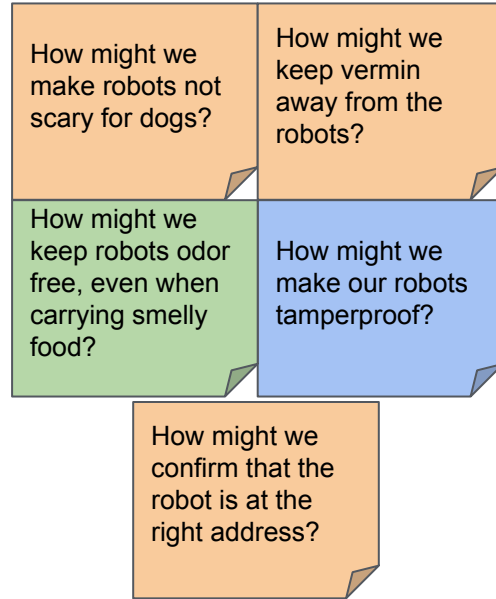 How might we
make robots not
scary for dogs?
How might we
keep vermin
away from the
robots?
How might we
keep robots odor
free, even when
carrying smelly
food?
How might we
make our robots
tamperproof?
How might we
confirm that the
robot is at the
right address?